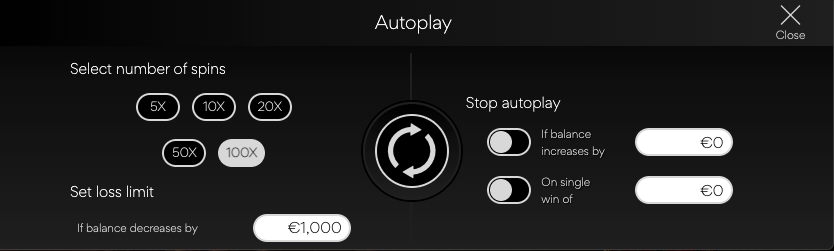 Autoplay
Close
Select number of spins
5X
10X
20X
50X
100X
Set loss limit
If balance decreases by
€1,000
Stop autoplay
If balance
increases by
€0
On single
win of
€0